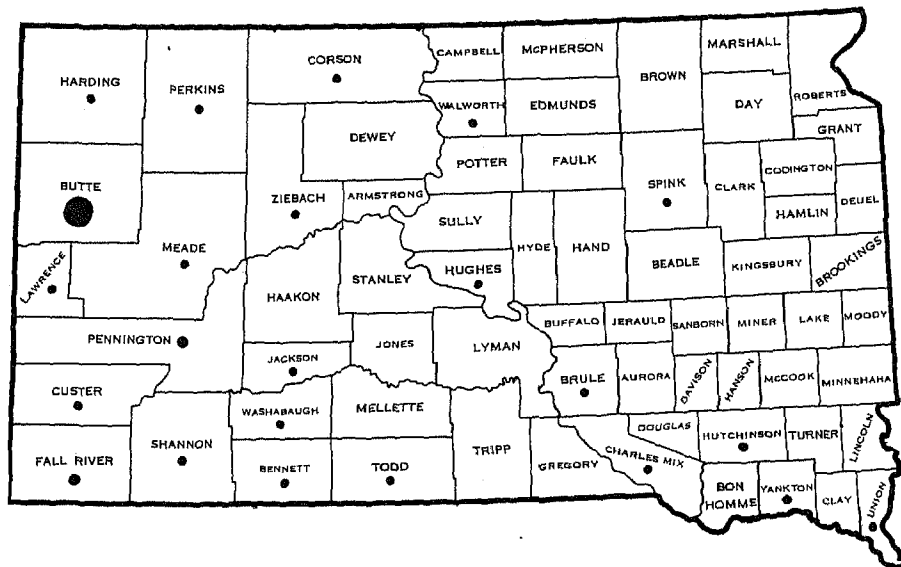 HARDING
PERKINS
CORSON
CAMPBELL
McPHERSON
BROWN
MARSHALL
ROBERTS
WALWORTH
EDMUNDS
DAY
DEWEY
GRANT
BUTTE
ZIEBACH
ARMSTRONG
POTTER
FAULK
SPINK
CLARK
CODINGTON
DEUEL
HAMLIN
MEADE
SULLY
HYDE
HAND
LAWRENCE
HAAKON
STANLEY
HUGHES
BEADLE
KINGSBURY
BROOKINGS
PENNINGTON
JACKSON
JONES
LYMAN
BUFFALO
JERAULD
SANBORN
MINER
LAKE
MOODY
CUSTER
WASHABAUGH
MELLETTE
BRULE
AURORA
DAVISON
HANSON
McCOOK
MINNEHAHA
FALL RIVER
SHANNON
BENNETT
TODD
TRIPP
GREGORY
CHARLES MIX
DOUGLAS
HUTCHINSON
TURNER
LINCOLN
BON
HOMME
YANKTON
CLAY
UNION